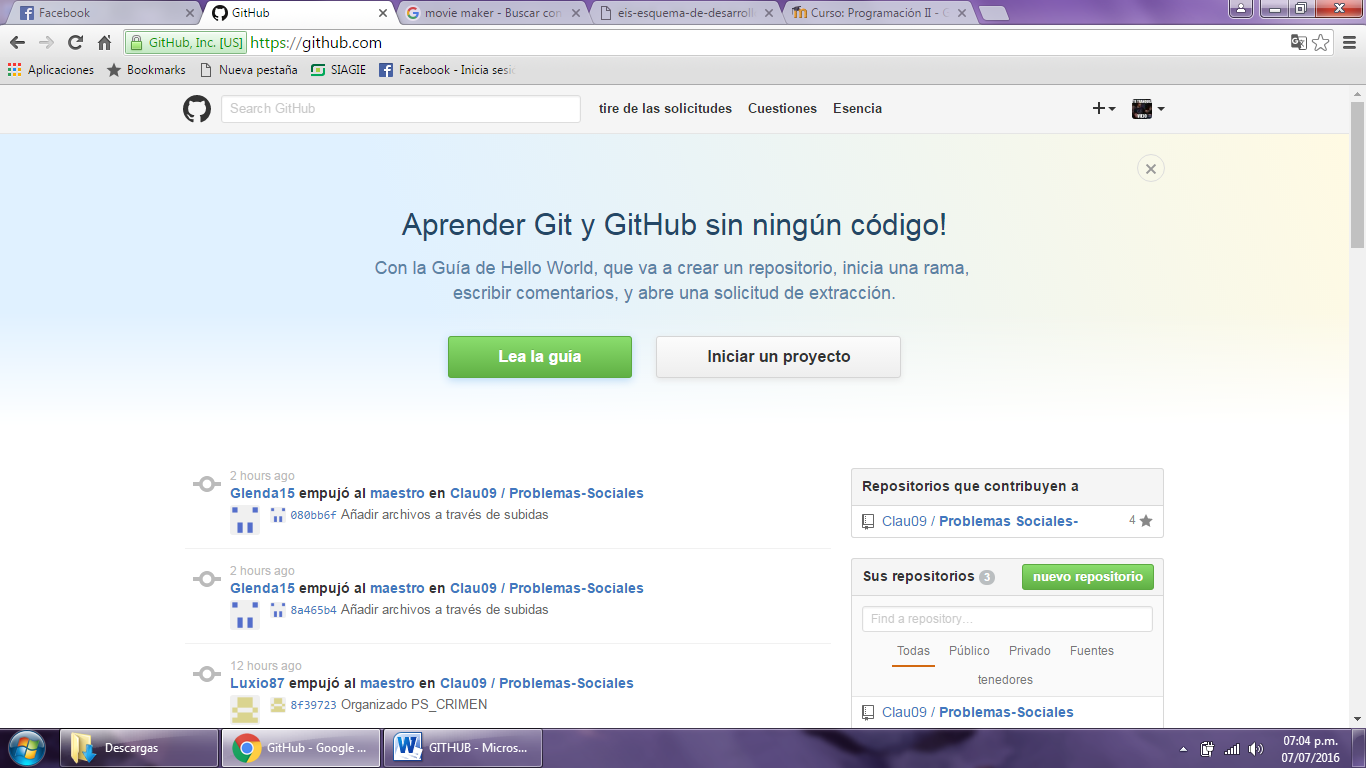 Facebook
GitHub
movie maker - Buscar con
eis-esquema-de-desarroll
Curso: Programación II - G
GitHub, Inc. [US] https://github.com
Aplicaciones Bookmarks Nueva pestaña SIAGIE Facebook - Inicia sesi
Search GitHub tire de las solicitudes Cuestiones Esencia
Aprender Git y GitHub sin ningún código!
Con la Guía de Hello World, que va a crear un repositorio, inicia una rama,
escribir comentarios, y abre una solicitud de extracción.
Lea la guía Iniciar un proyecto
2 hours ago
Glenda15 empujó al maestro en Clau09 / Problemas-Sociales
080bb6f Añadir archivos a través de subidas
2 hours ago
Glenda15 empujó al maestro en Clau09 / Problemas-Sociales
8a465b4 Añadir archivos a través de subidas
12 hours ago
Luxio87 empujó al maestro en Clau09 / Problemas-Sociales
8f39723 Organizado PS_CRIMEN
Repositorios que contribuyen a
Clau09 / Problemas Sociales- 4
Sus repositorios 3 nuevo repositorio
Find a repository...
Todas Público Privado Fuentes
tenedores
Clau09 / Problemas-Sociales
Descargas
GitHub - Google ...
GITHUB - Micros...
07:04 p.m.
07/07/2016